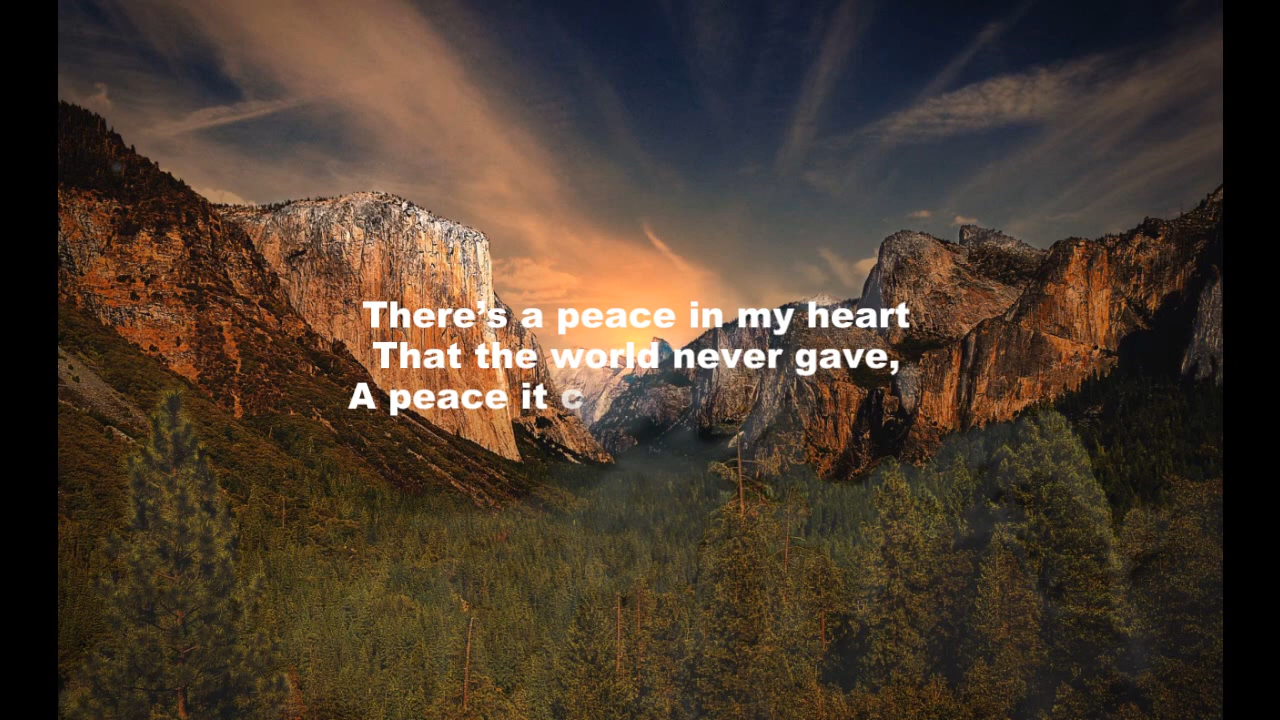 There's a peace in my heart
That the world never gave,
A peace it c